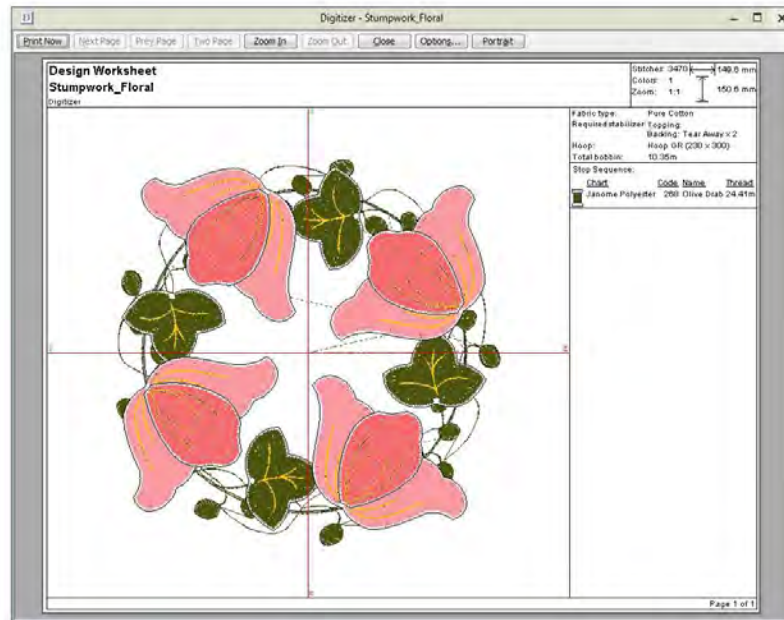 Digitizer - Stumpwork_Floral
Print Now Next Page Prev Page Two Page Zoom In Zoom Out Close Options... Portrait
Design Worksheet
Stumpwork_Floral
Digitizer
Stitches: 3470 149.6 mm
Colors: 1
Zoom: 1:1 150.6 mm
Fabric type: Pure Cotton
Required stabilizer Topping:
Backing: Tear Away x 2
Hoop: Hoop GR (230 x 300)
Total bobbin: 10.35m
Stop Sequence:
Chart Code Name Thread
Janome Polyester 268 Olive Drab 24.41m
Page 1 of 1